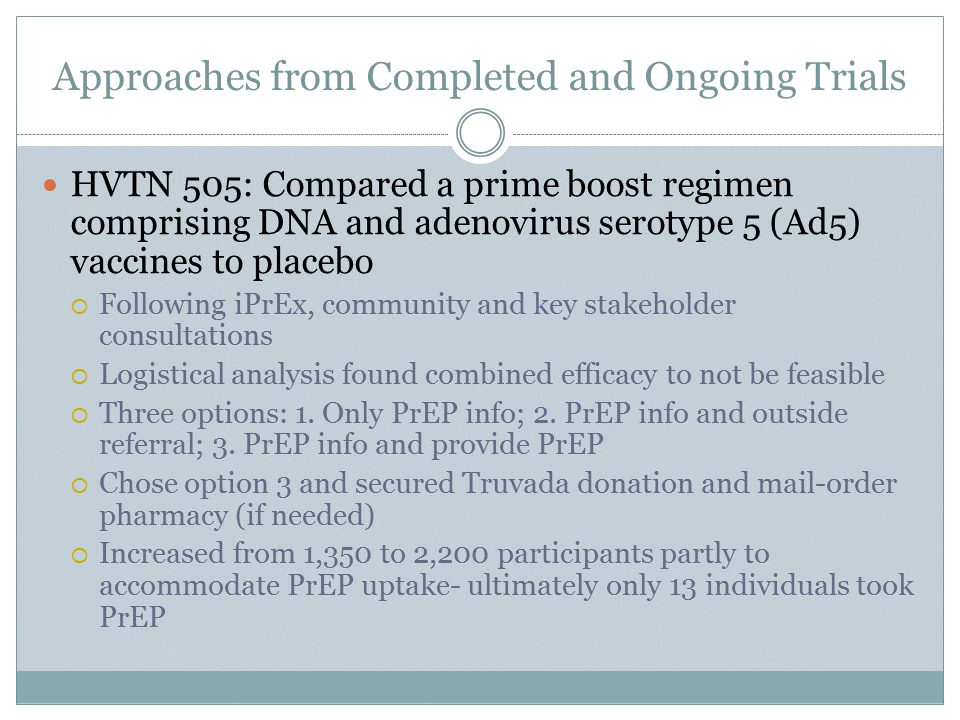 Approaches from Completed and Ongoing Trials
HVTN 505: Compared a prime boost regimen
comprising DNA and adenovirus serotype 5 (Ad5)
vaccines to placebo
Following iPrEx, community and key stakeholder
consultations
Logistical analysis found combined efficacy to not be feasible
Three options: 1. Only PrEP info; 2. PrEP info and outside
referral; 3. PrEP info and provide PrEP
Chose option 3 and secured Truvada donation and mail-order
pharmacy (if needed)
Increased from 1,350 to 2,200 participants partly to
accommodate PrEP uptake- ultimately only 13 individuals took
PrEP